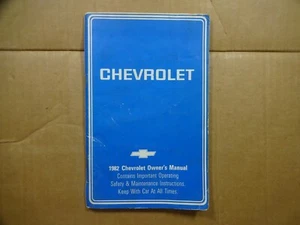 CHEVROLET
1982 Chevrolet Owner's Manual
Contains Important Operating
Safety & Maintenance Instructions.
Keep With Car At All Times.